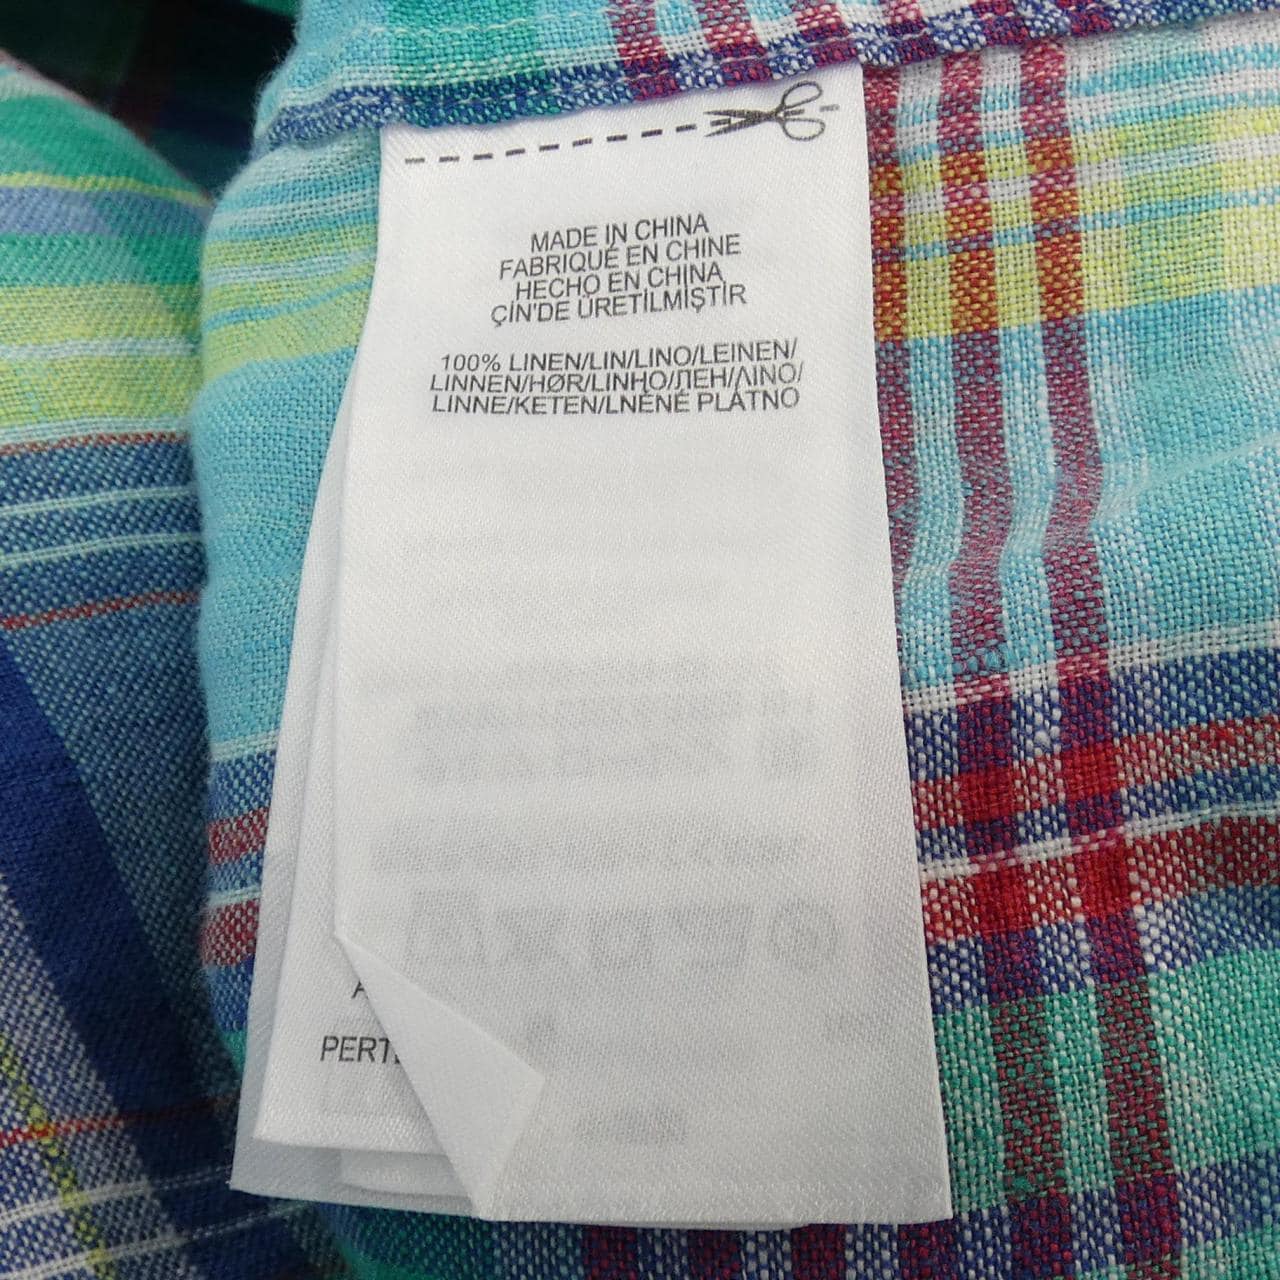 MADE IN CHINA
FABRIQUÉ EN CHINE
HECHO EN CHINA
ÇİN'DE ÜRETİLMİŞTİR
100% LINEN/LIN/LINO/LEINEN/
LINNEN/HØR/LINHO/ЛЕН/ΛΙΝΟ/
LINNE/KETEN/LNĚNÉ PLÁTNO
PERT